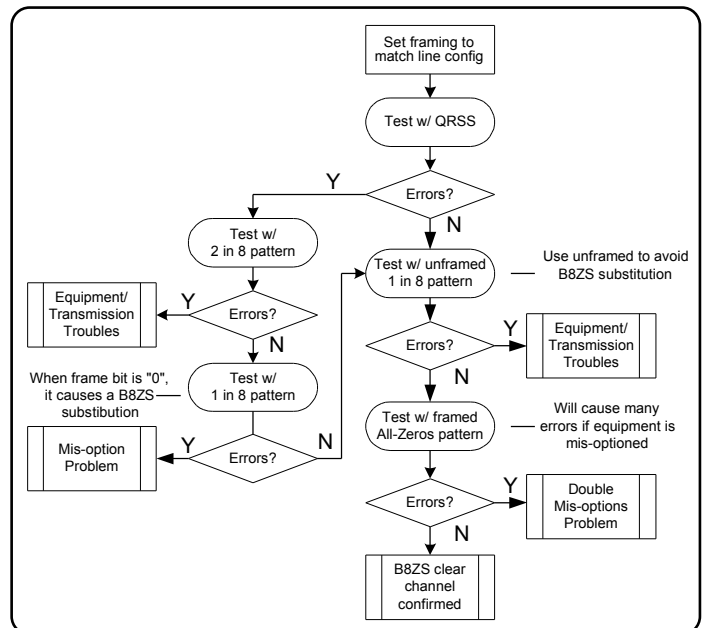 Set framing to
match line config
Test w/ QRSS
Errors?
Y
N
Test w/
2 in 8 pattern
Test w/ unframed
1 in 8 pattern
Use unframed to avoid
B8ZS substitution
Equipment/
Transmission
Troubles
Y
Errors?
N
Errors?
Y
N
Equipment/
Transmission
Troubles
When frame bit is "0",
it causes a B8ZS
substibution
Test w/
1 in 8 pattern
Test w/ framed
All-Zeros pattern
Will cause many
errors if equipment is
mis-optioned
Mis-option
Problem
Y
Errors?
N
Errors?
Y
N
Double
Mis-options
Problem
B8ZS clear
channel
confirmed